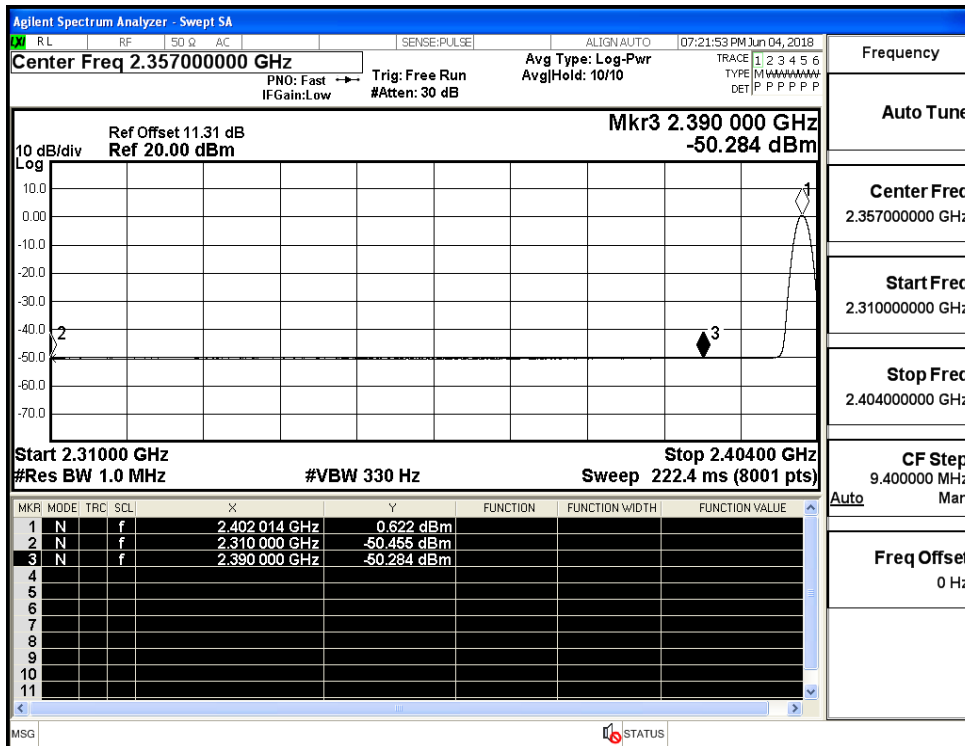 Agilent Spectrum Analyzer - Swept SA
LXI RL RF 50 Ω AC SENSE:PULSE ALIGN AUTO 07:21:53 PM Jun 04, 2018
Center Freq 2.357000000 GHz
PNO: Fast
IFGain:Low
Trig: Free Run
#Atten: 30 dB
Avg Type: Log-Pwr
Avg|Hold: 10/10
TRACE 1 2 3 4 5 6
TYPE M W W W W W
DET P P P P P P
Frequency
Auto Tune
Ref Offset 11.31 dB
Mkr3 2.390 000 GHz
10 dB/div Ref 20.00 dBm
-50.284 dBm
Log
10.0
0.00
-10.0
-20.0
-30.0
-40.0
-50.0
-60.0
-70.0
1
2
3
Start 2.31000 GHz
Stop 2.40400 GHz
#Res BW 1.0 MHz
#VBW 330 Hz
Sweep 222.4 ms (8001 pts)
Center Freq
2.357000000 GHz
Start Freq
2.310000000 GHz
Stop Freq
2.404000000 GHz
CF Step
9.400000 MHz
Auto Man
Freq Offset
0 Hz
MKR MODE TRC SCL X Y FUNCTION FUNCTION WIDTH FUNCTION VALUE
1 N f 2.402 014 GHz 0.622 dBm
2 N f 2.310 000 GHz -50.455 dBm
3 N f 2.390 000 GHz -50.284 dBm
4
5
6
7
8
9
10
11
MSG
STATUS